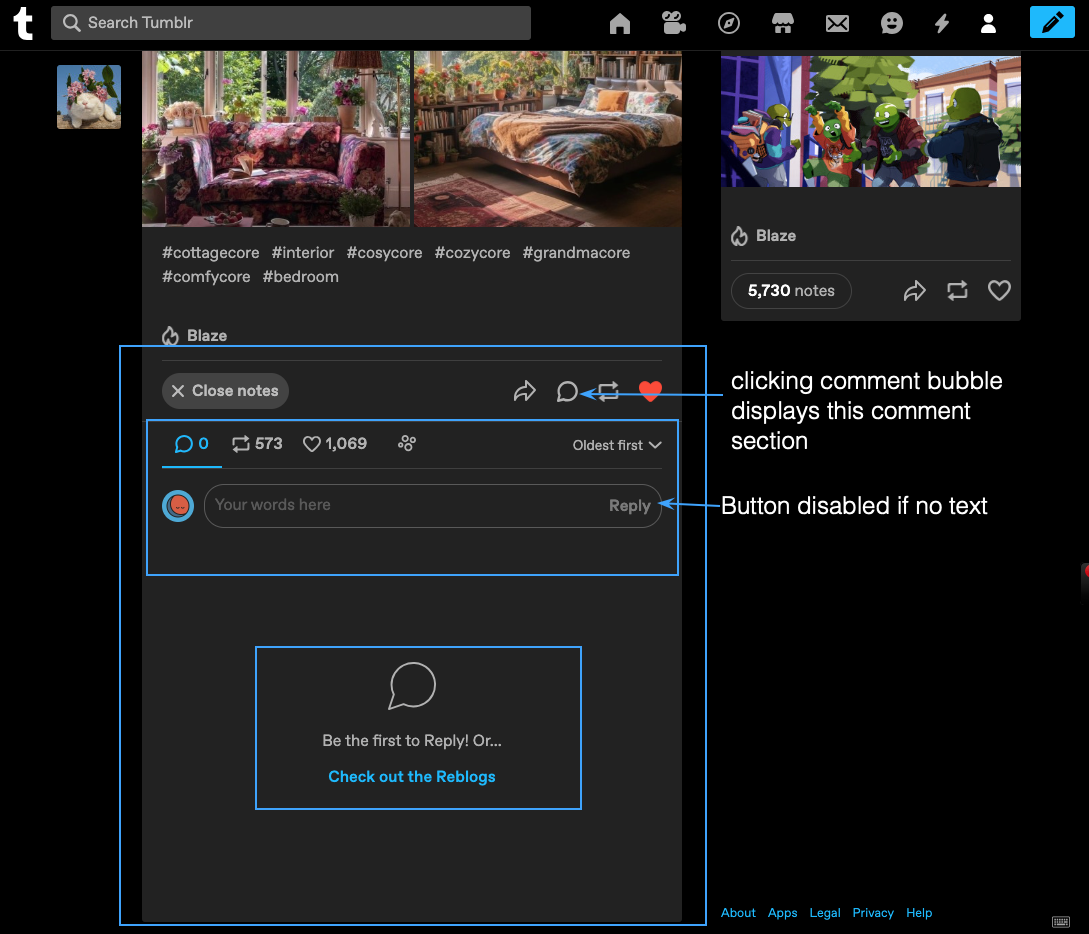 t
Search Tumblr
#cottagecore #interior #cosycore #cozycore #grandmacore
#comfycore #bedroom
Blaze
Close notes
0 573 1,069 Oldest first
Your words here Reply
Be the first to Reply! Or...
Check out the Reblogs
Blaze
5,730 notes
clicking comment bubble
displays this comment
section
Button disabled if no text
About Apps Legal Privacy Help